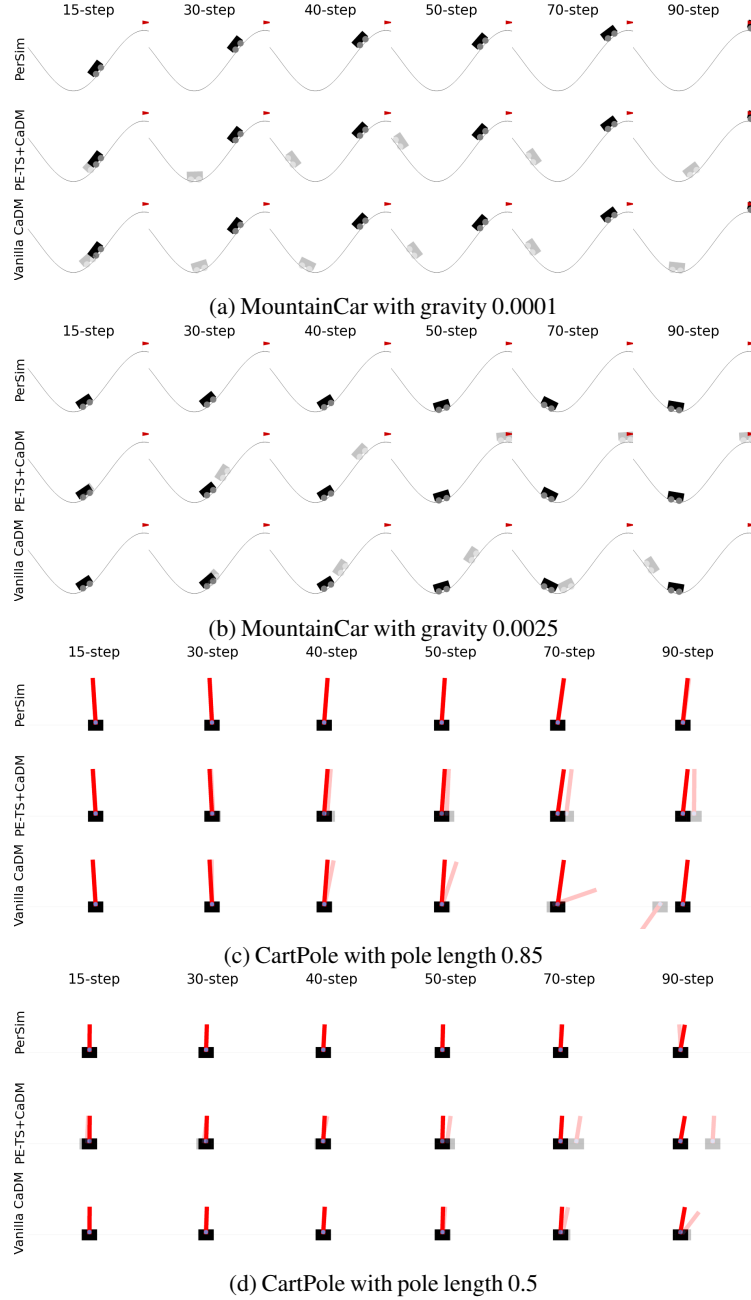 15-step 30-step 40-step 50-step 70-step 90-step
PerSim
PE-TS+CaDM
Vanilla CaDM
(a) MountainCar with gravity 0.0001
15-step 30-step 40-step 50-step 70-step 90-step
PerSim
PE-TS+CaDM
Vanilla CaDM
(b) MountainCar with gravity 0.0025
15-step 30-step 40-step 50-step 70-step 90-step
PerSim
PE-TS+CaDM
Vanilla CaDM
(c) CartPole with pole length 0.85
15-step 30-step 40-step 50-step 70-step 90-step
PerSim
PE-TS+CaDM
Vanilla CaDM
(d) CartPole with pole length 0.5